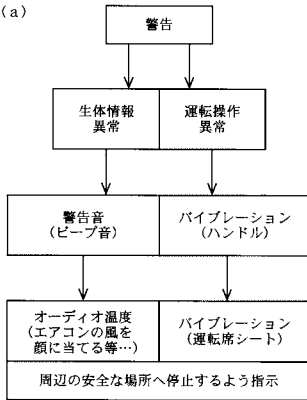 (a)
警告
生体情報
異常
運転操作
異常
警告音
(ビープ音)
バイブレーション
(ハンドル)
オーディオ温度
(エアコンの風を
顔に当てる等…)
バイブレーション
(運転席シート)
周辺の安全な場所へ停止するよう指示